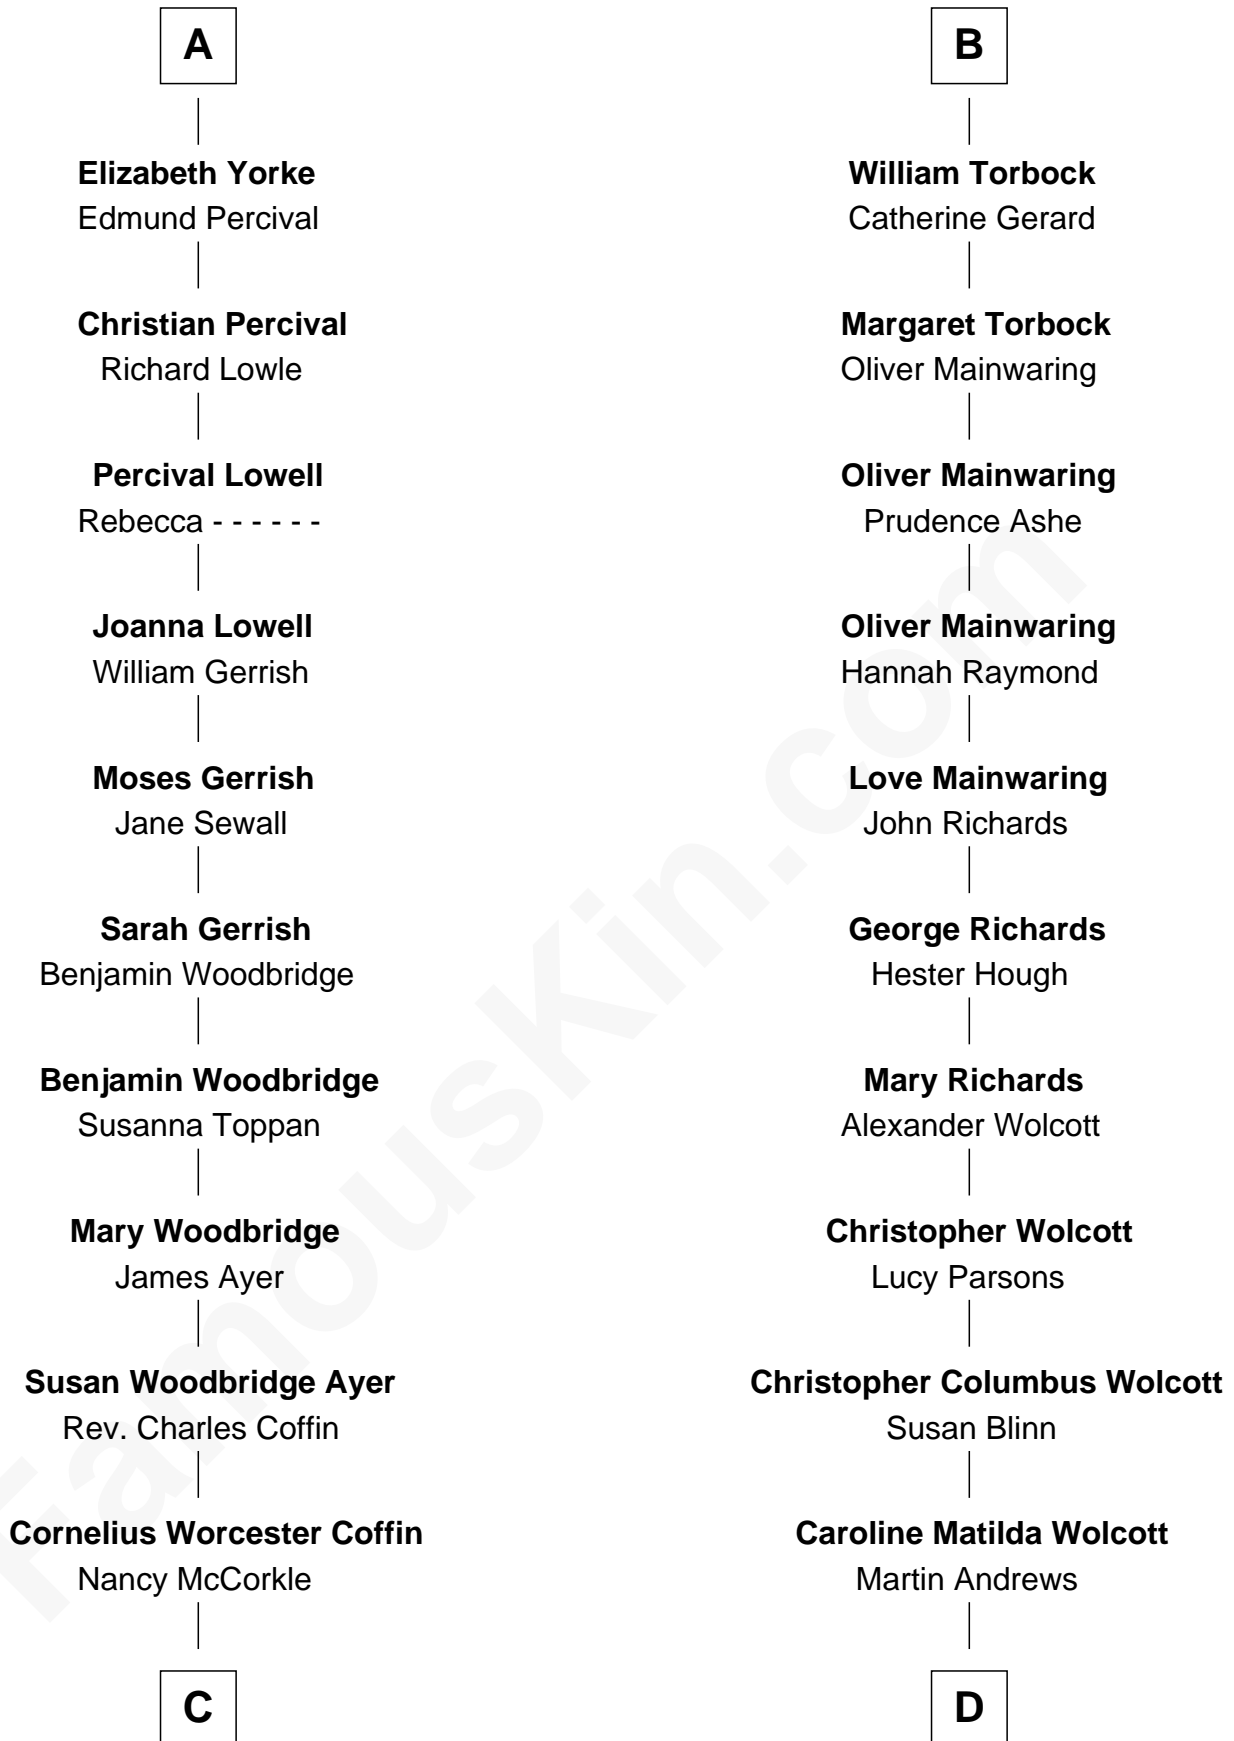 A
Elizabeth Yorke
Edmund Percival
Christian Percival
Richard Lowle
Percival Lowell
Rebecca - - - - - -
Joanna Lowell
William Gerrish
Moses Gerrish
Jane Sewall
Sarah Gerrish
Benjamin Woodbridge
Benjamin Woodbridge
Susanna Toppan
Mary Woodbridge
James Ayer
Susan Woodbridge Ayer
Rev. Charles Coffin
Cornelius Worcester Coffin
Nancy McCorkle
C
B
William Torbock
Catherine Gerard
Margaret Torbock
Oliver Mainwaring
Oliver Mainwaring
Prudence Ashe
Oliver Mainwaring
Hannah Raymond
Love Mainwaring
John Richards
George Richards
Hester Hough
Mary Richards
Alexander Wolcott
Christopher Wolcott
Lucy Parsons
Christopher Columbus Wolcott
Susan Blinn
Caroline Matilda Wolcott
Martin Andrews
D
FamousKin.com